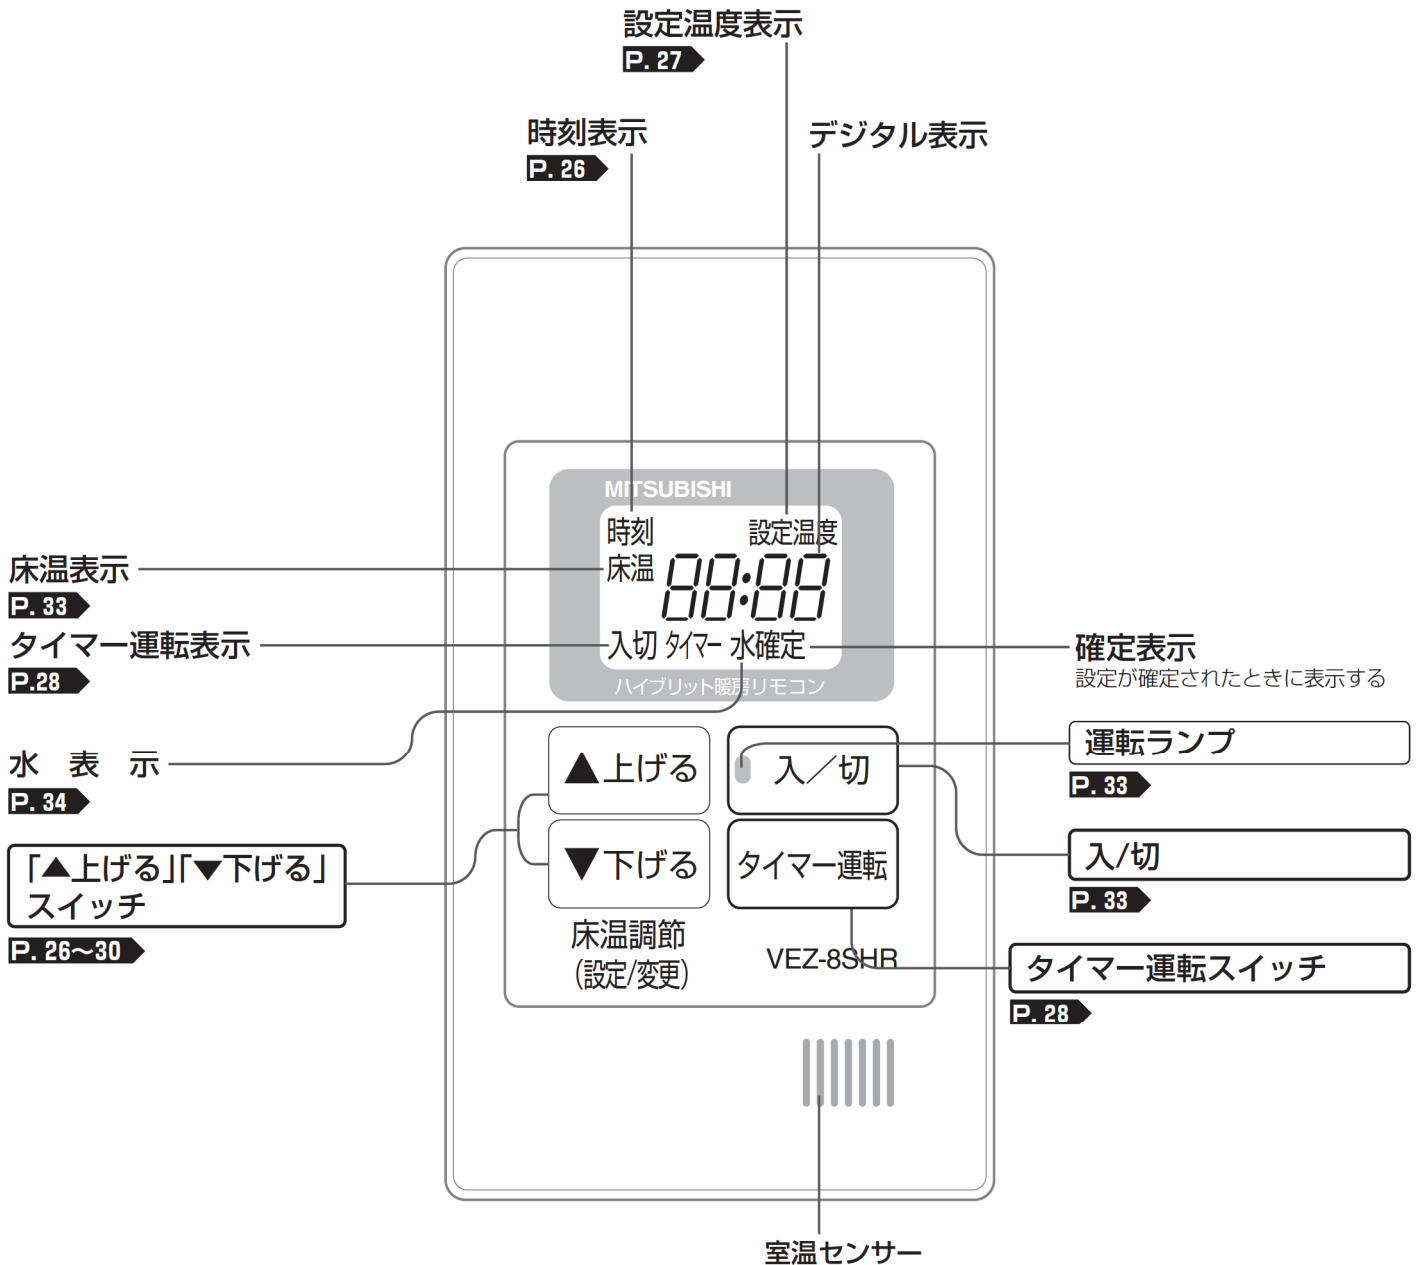 設定温度表示
P. 27
時刻表示
P. 26
デジタル表示
MITSUBISHI
時刻 設定温度
床温 88:88
入切 タイマー 水確定
ハイブリット暖房リモコン
床温表示
P. 33
タイマー運転表示
P.28
水 表 示
P. 34
「▲上げる」「▼下げる」
スイッチ
P. 26〜30
確定表示
設定が確定されたときに表示する
運転ランプ
P. 33
入/切
P. 33
タイマー運転スイッチ
P. 28
▲上げる 入／切
▼下げる タイマー運転
床温調節
(設定/変更)
VEZ-8SHR
室温センサー